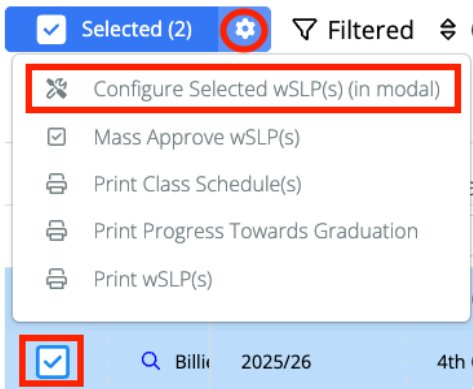 Selected (2) Filtered
Configure Selected wSLP(s) (in modal)
Mass Approve wSLP(s)
Print Class Schedule(s)
Print Progress Towards Graduation
Print wSLP(s)
2025/26 4th